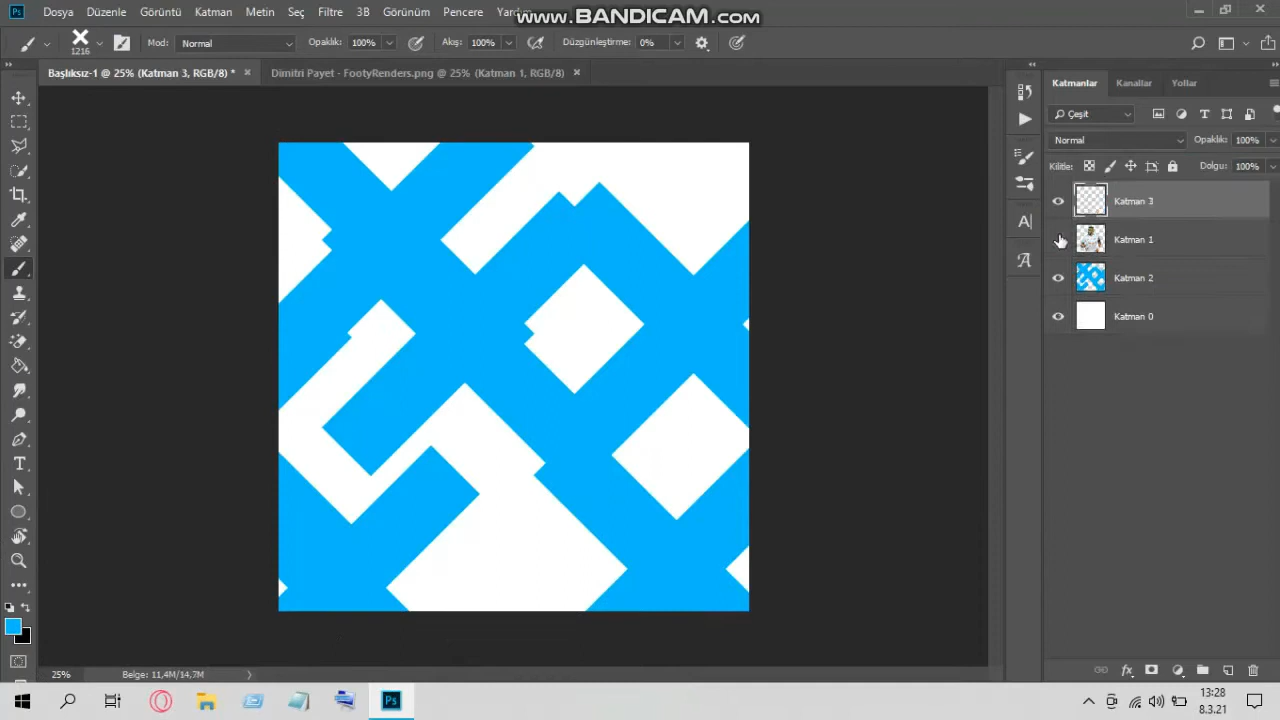 www.BANDICAM.com
Dosya Düzenle Görüntü Katman Metin Seç Filtre 3B Görünüm Pencere Yardım
1216 Mod: Normal Opaklık: 100% Akış: 100% Düzgünleştirme: 0%
Başlıksız-1 @ 25% (Katman 3, RGB/8) * × Dimitri Payet - FootyRenders.png @ 25% (Katman 1, RGB/8) ×
Katmanlar Kanallar Yollar
Çeşit
Normal Opaklık: 100%
Kilitle: Dolgu: 100%
Katman 3
Katman 1
Katman 2
Katman 0
25% Belge: 11,4M/14,7M
Ps
13:28
8.3.21